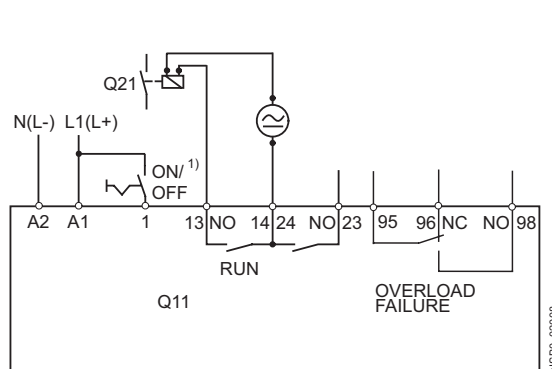 Q21
N(L-) L1(L+)
ON/ 1)
OFF
A2 A1 1 13 NO 14 24 NO 23 95 96 NC NO 98
RUN
OVERLOAD
FAILURE
Q11